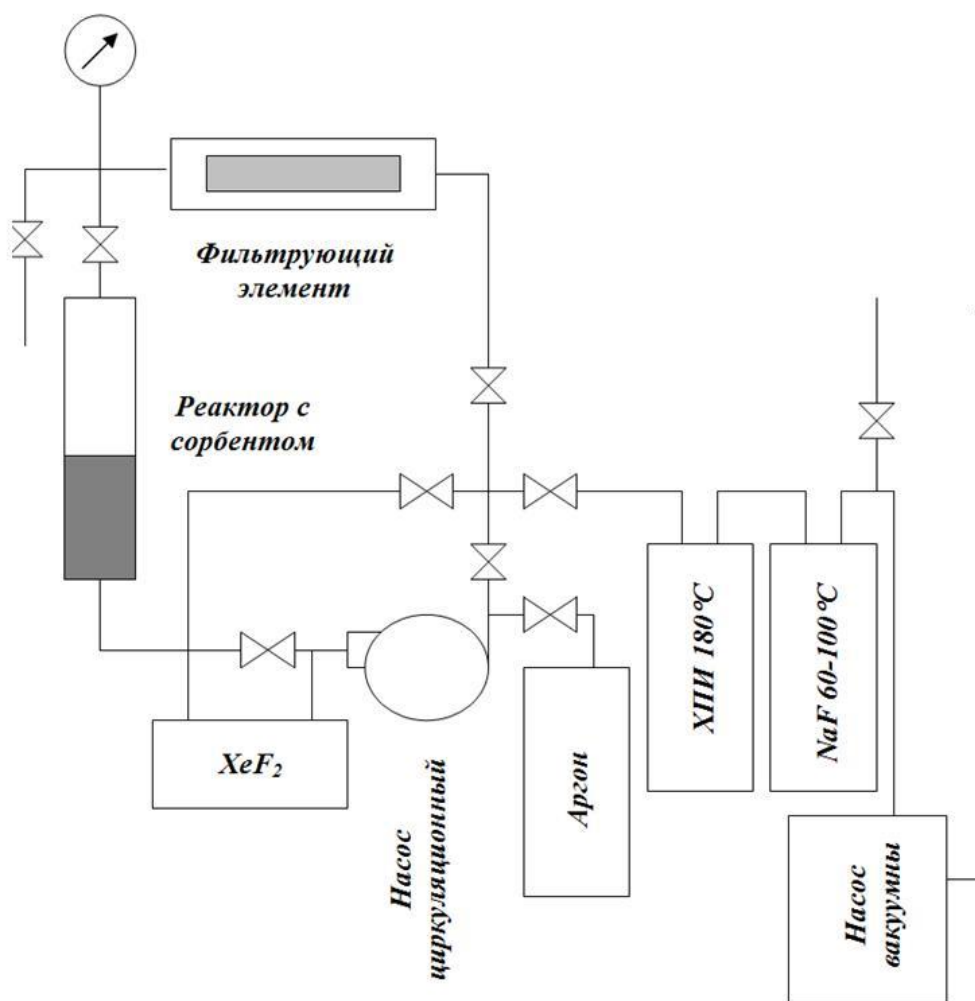 Фильтрующий
элемент
Реактор с
сорбентом
XeF₂
Насос
циркуляционный
Аргон
ХПИ 180°С
NaF 60-100°С
Насос
вакуумны